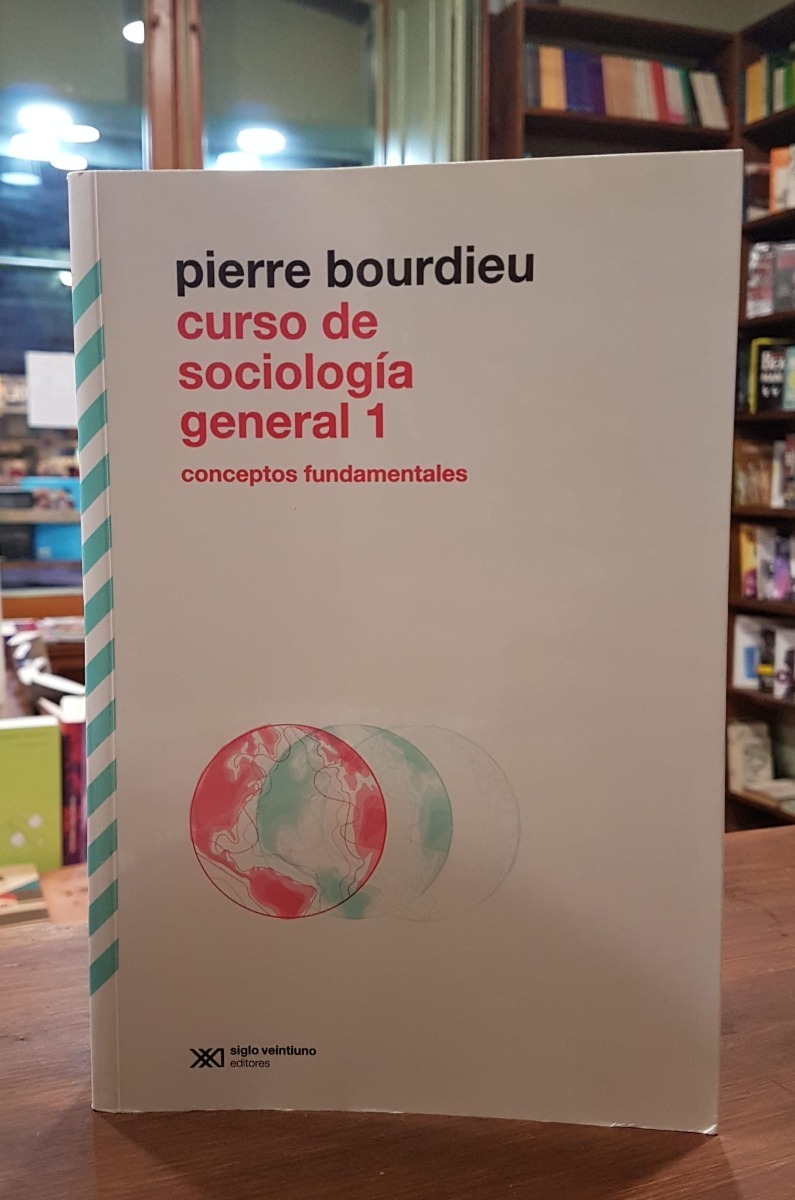 pierre bourdieu
curso de
sociología
general 1
conceptos fundamentales
siglo veintiuno
editores